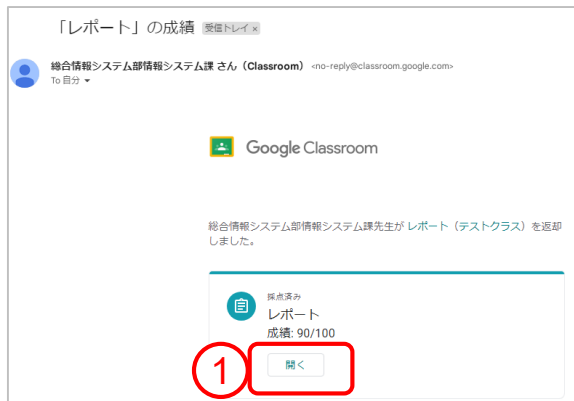 「レポート」の成績 受信トレイ ×
総合情報システム部情報システム課 さん（Classroom） <no-reply@classroom.google.com>
To 自分
Google Classroom
総合情報システム部情報システム課先生が レポート（テストクラス）を返却
しました。
採点済み
レポート
成績: 90/100
① 開く